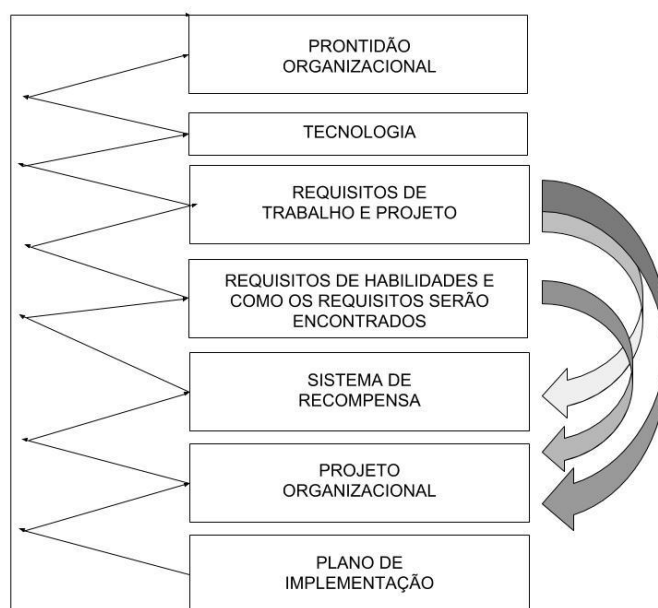 PRONTIDÃO
ORGANIZACIONAL
TECNOLOGIA
REQUISITOS DE
TRABALHO E PROJETO
REQUISITOS DE HABILIDADES E
COMO OS REQUISITOS SERÃO
ENCONTRADOS
SISTEMA DE
RECOMPENSA
PROJETO
ORGANIZACIONAL
PLANO DE
IMPLEMENTAÇÃO